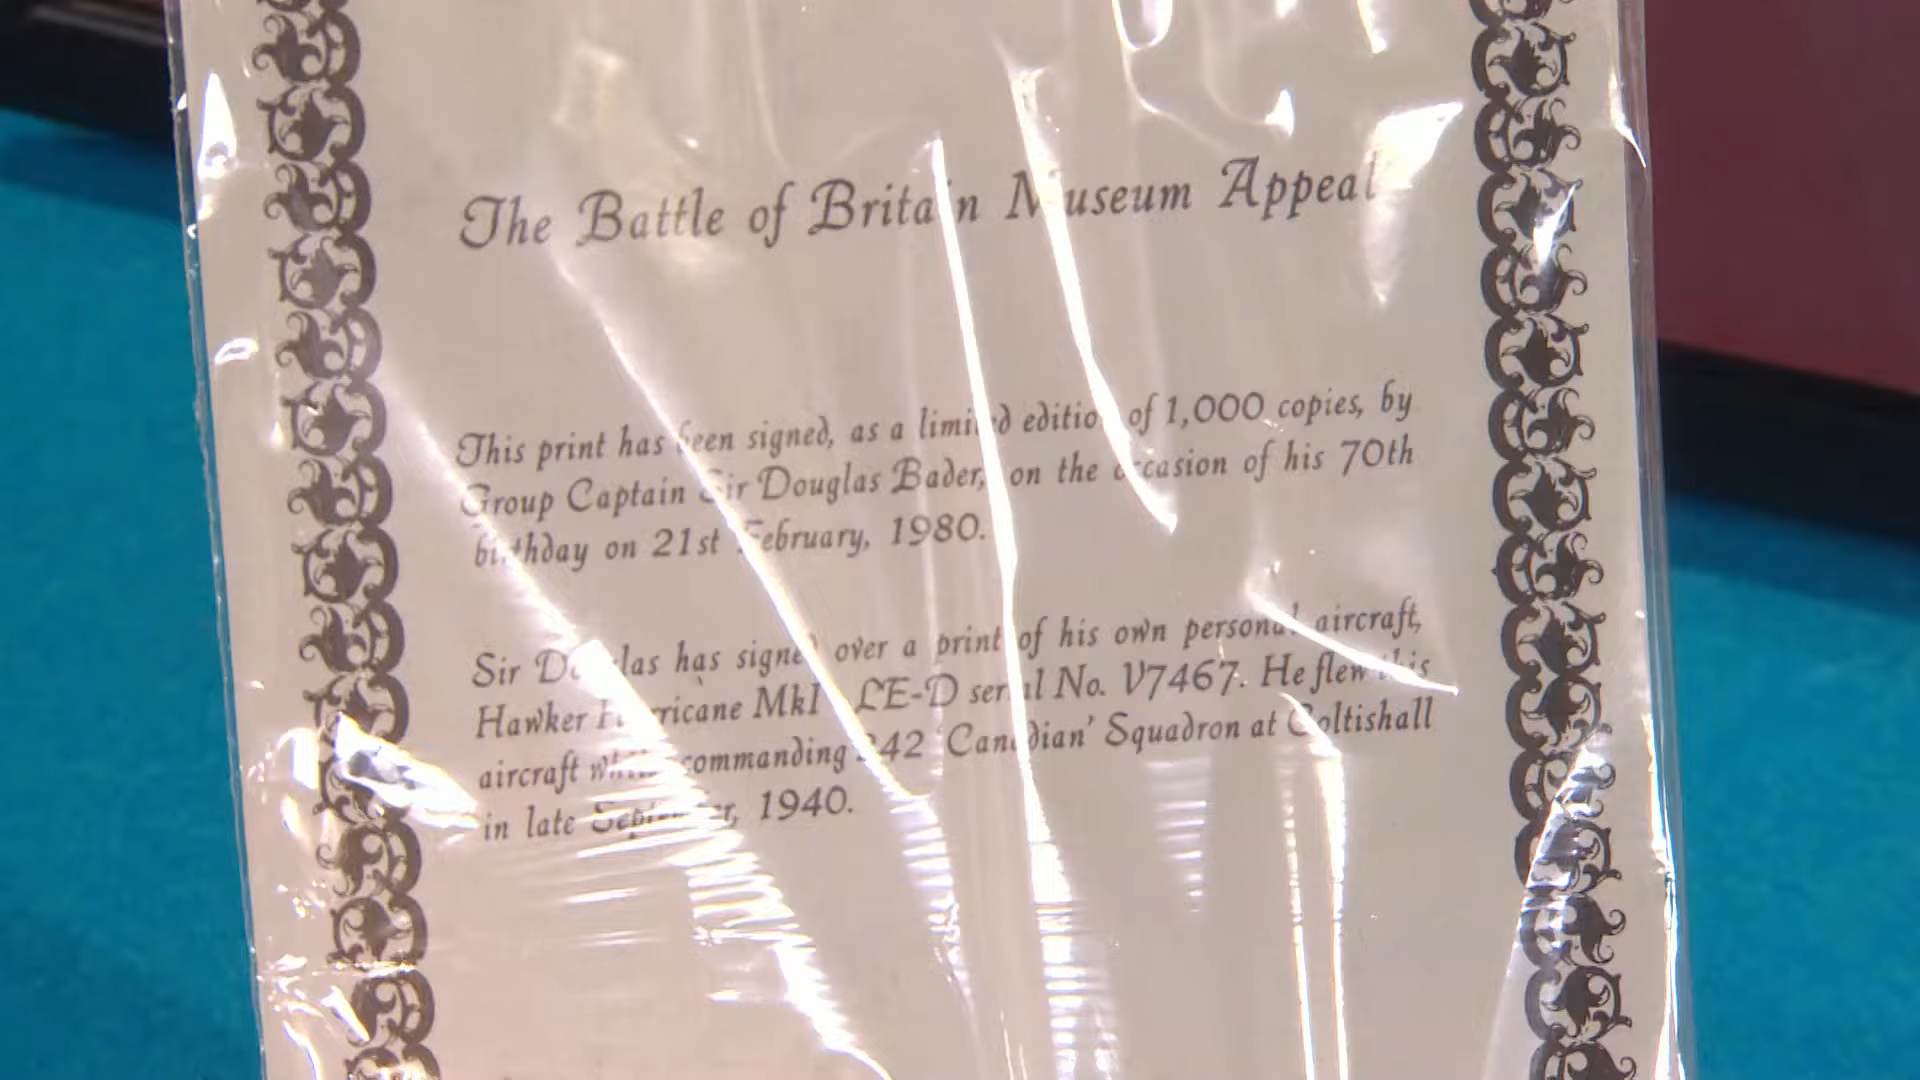 The Battle of Britain Museum Appeal
This print has been signed, as a limited edition of 1,000 copies, by
Group Captain Sir Douglas Bader, on the occasion of his 70th
birthday on 21st February, 1980.
Sir Douglas has signed over a print of his own personal aircraft,
Hawker Hurricane MkI LE-D serial No. V7467. He flew this
aircraft whilst commanding 242 'Canadian' Squadron at Coltishall
in late September, 1940.